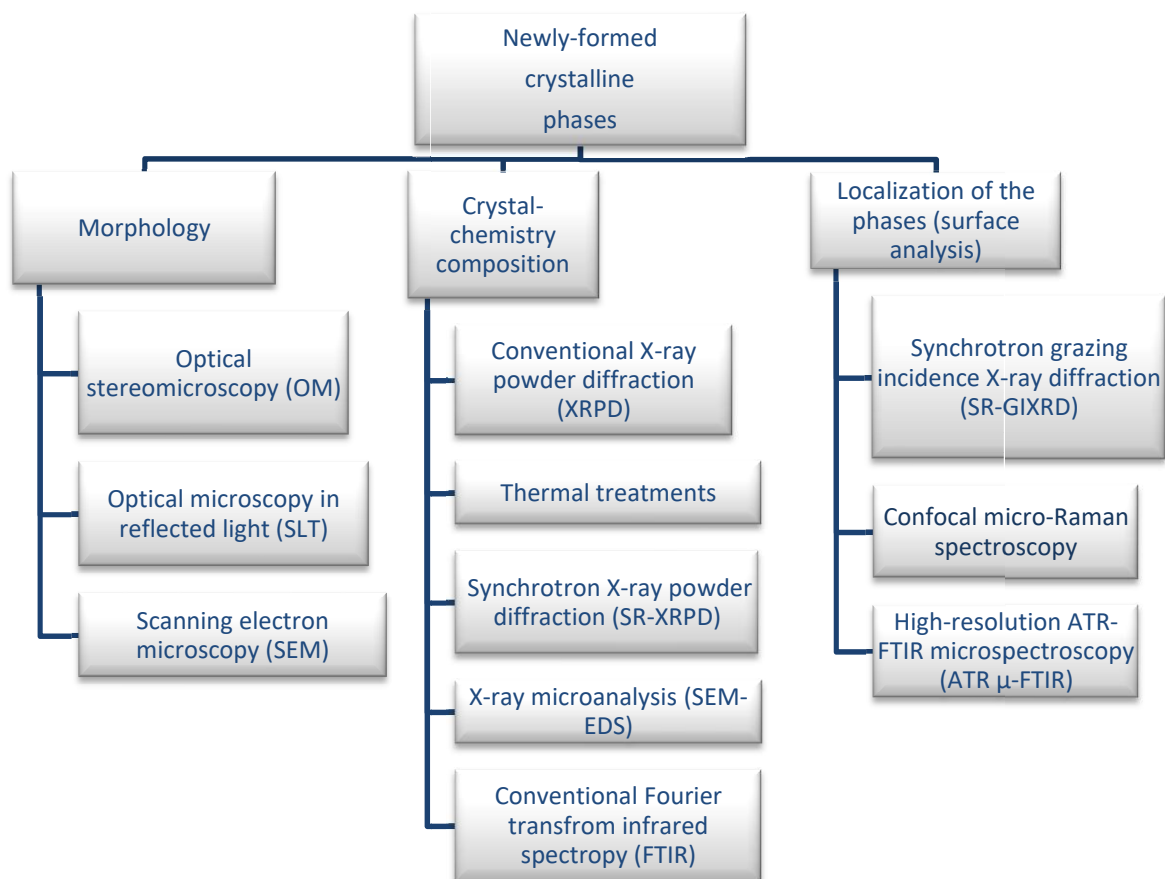 Newly-formed
crystalline
phases
Morphology
Optical
stereomicroscopy (OM)
Optical microscopy in
reflected light (SLT)
Scanning electron
microscopy (SEM)
Crystal-
chemistry
composition
Conventional X-ray
powder diffraction
(XRPD)
Thermal treatments
Synchrotron X-ray powder
diffraction (SR-XRPD)
X-ray microanalysis (SEM-
EDS)
Conventional Fourier
transfrom infrared
spectropy (FTIR)
Localization of the
phases (surface
analysis)
Synchrotron grazing
incidence X-ray diffraction
(SR-GIXRD)
Confocal micro-Raman
spectroscopy
High-resolution ATR-
FTIR microspectroscopy
(ATR μ-FTIR)